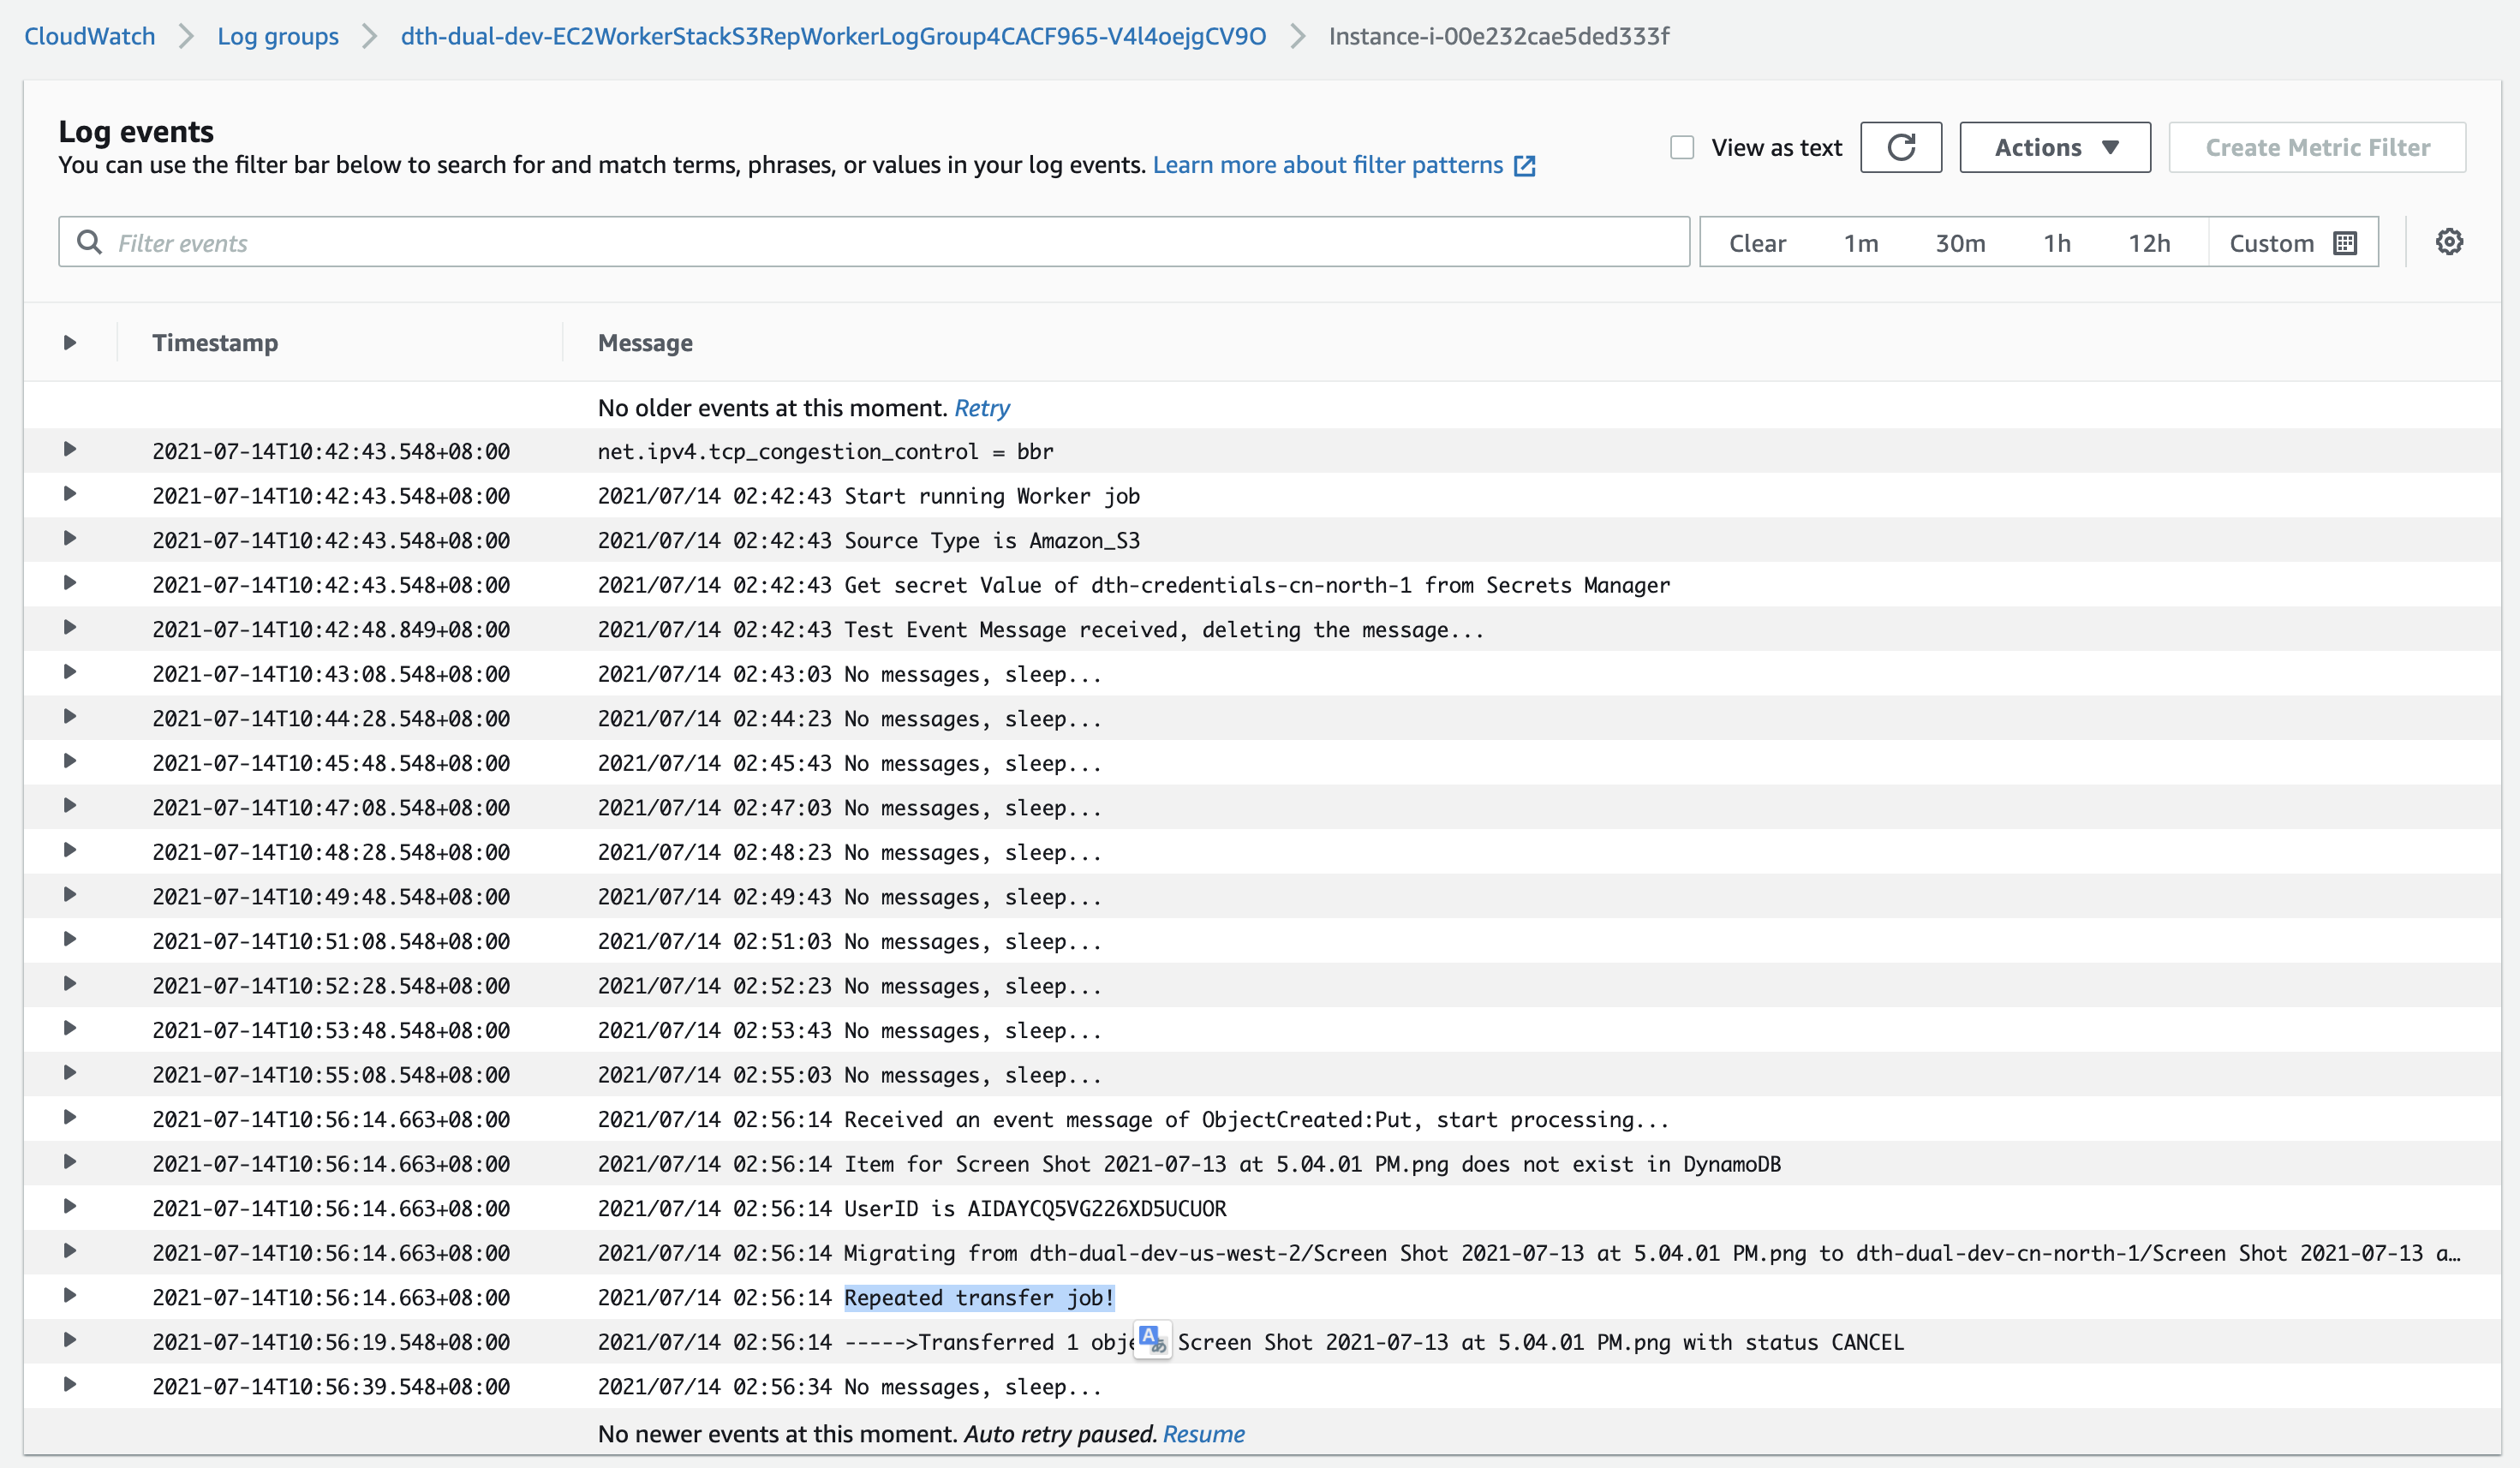 CloudWatch > Log groups > dth-dual-dev-EC2WorkerStackS3RepWorkerLogGroup4CACF965-V4l4oejgCV9O > Instance-i-00e232cae5ded333f
Log events
You can use the filter bar below to search for and match terms, phrases, or values in your log events. Learn more about filter patterns
View as text Actions Create Metric Filter
Filter events Clear 1m 30m 1h 12h Custom
Timestamp Message
No older events at this moment. Retry
2021-07-14T10:42:43.548+08:00 net.ipv4.tcp_congestion_control = bbr
2021-07-14T10:42:43.548+08:00 2021/07/14 02:42:43 Start running Worker job
2021-07-14T10:42:43.548+08:00 2021/07/14 02:42:43 Source Type is Amazon_S3
2021-07-14T10:42:43.548+08:00 2021/07/14 02:42:43 Get secret Value of dth-credentials-cn-north-1 from Secrets Manager
2021-07-14T10:42:48.849+08:00 2021/07/14 02:42:43 Test Event Message received, deleting the message...
2021-07-14T10:43:08.548+08:00 2021/07/14 02:43:03 No messages, sleep...
2021-07-14T10:44:28.548+08:00 2021/07/14 02:44:23 No messages, sleep...
2021-07-14T10:45:48.548+08:00 2021/07/14 02:45:43 No messages, sleep...
2021-07-14T10:47:08.548+08:00 2021/07/14 02:47:03 No messages, sleep...
2021-07-14T10:48:28.548+08:00 2021/07/14 02:48:23 No messages, sleep...
2021-07-14T10:49:48.548+08:00 2021/07/14 02:49:43 No messages, sleep...
2021-07-14T10:51:08.548+08:00 2021/07/14 02:51:03 No messages, sleep...
2021-07-14T10:52:28.548+08:00 2021/07/14 02:52:23 No messages, sleep...
2021-07-14T10:53:48.548+08:00 2021/07/14 02:53:43 No messages, sleep...
2021-07-14T10:55:08.548+08:00 2021/07/14 02:55:03 No messages, sleep...
2021-07-14T10:56:14.663+08:00 2021/07/14 02:56:14 Received an event message of ObjectCreated:Put, start processing...
2021-07-14T10:56:14.663+08:00 2021/07/14 02:56:14 Item for Screen Shot 2021-07-13 at 5.04.01 PM.png does not exist in DynamoDB
2021-07-14T10:56:14.663+08:00 2021/07/14 02:56:14 UserID is AIDAYCQ5VG226XD5UCUOR
2021-07-14T10:56:14.663+08:00 2021/07/14 02:56:14 Migrating from dth-dual-dev-us-west-2/Screen Shot 2021-07-13 at 5.04.01 PM.png to dth-dual-dev-cn-north-1/Screen Shot 2021-07-13 a…
2021-07-14T10:56:14.663+08:00 2021/07/14 02:56:14 Repeated transfer job!
2021-07-14T10:56:19.548+08:00 2021/07/14 02:56:14 ----->Transferred 1 obje Screen Shot 2021-07-13 at 5.04.01 PM.png with status CANCEL
2021-07-14T10:56:39.548+08:00 2021/07/14 02:56:34 No messages, sleep...
No newer events at this moment. Auto retry paused. Resume